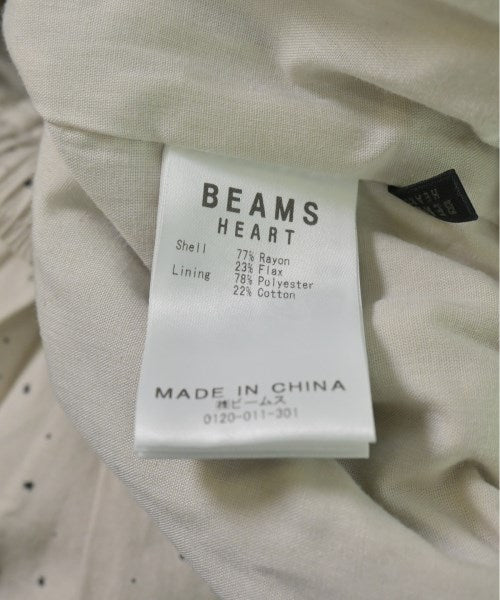 BEAMS
HEART
Shell 77% Rayon
23% Flax
Lining 78% Polyester
22% Cotton
MADE IN CHINA
㈱ビームス
0120-011-301